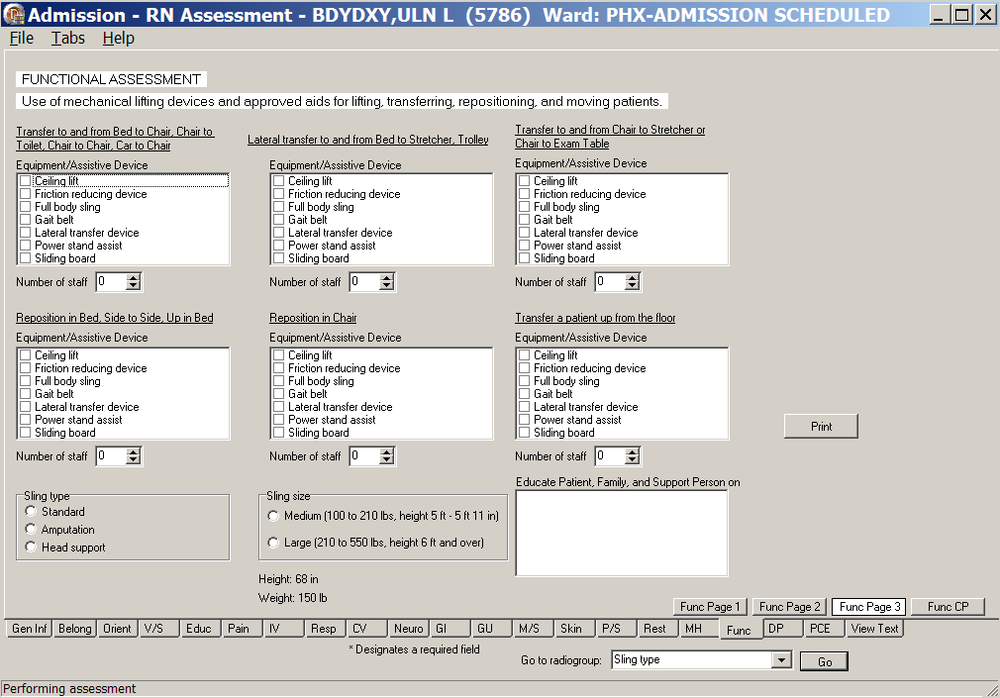 Admission - RN Assessment - BDYDXY,ULN L (5786) Ward: PHX-ADMISSION SCHEDULED
File Tabs Help
FUNCTIONAL ASSESSMENT
Use of mechanical lifting devices and approved aids for lifting, transferring, repositioning, and moving patients.
Transfer to and from Bed to Chair, Chair to
Toilet, Chair to Chair, Car to Chair
Equipment/Assistive Device
Ceiling lift
Friction reducing device
Full body sling
Gait belt
Lateral transfer device
Power stand assist
Sliding board
Number of staff 0
Lateral transfer to and from Bed to Stretcher, Trolley
Equipment/Assistive Device
Ceiling lift
Friction reducing device
Full body sling
Gait belt
Lateral transfer device
Power stand assist
Sliding board
Number of staff 0
Transfer to and from Chair to Stretcher or
Chair to Exam Table
Equipment/Assistive Device
Ceiling lift
Friction reducing device
Full body sling
Gait belt
Lateral transfer device
Power stand assist
Sliding board
Number of staff 0
Reposition in Bed, Side to Side, Up in Bed
Equipment/Assistive Device
Ceiling lift
Friction reducing device
Full body sling
Gait belt
Lateral transfer device
Power stand assist
Sliding board
Number of staff 0
Reposition in Chair
Equipment/Assistive Device
Ceiling lift
Friction reducing device
Full body sling
Gait belt
Lateral transfer device
Power stand assist
Sliding board
Number of staff 0
Transfer a patient up from the floor
Equipment/Assistive Device
Ceiling lift
Friction reducing device
Full body sling
Gait belt
Lateral transfer device
Power stand assist
Sliding board
Number of staff 0
Print
Sling type
Standard
Amputation
Head support
Sling size
Medium (100 to 210 lbs, height 5 ft - 5 ft 11 in)
Large (210 to 550 lbs, height 6 ft and over)
Height: 68 in
Weight: 150 lb
Educate Patient, Family, and Support Person on
Func Page 1 Func Page 2 Func Page 3 Func CP
Gen Inf Belong Orient V/S Educ Pain IV Resp CV Neuro GI GU M/S Skin P/S Rest MH Func DP PCE View Text
* Designates a required field
Go to radiogroup: Sling type Go
Performing assessment